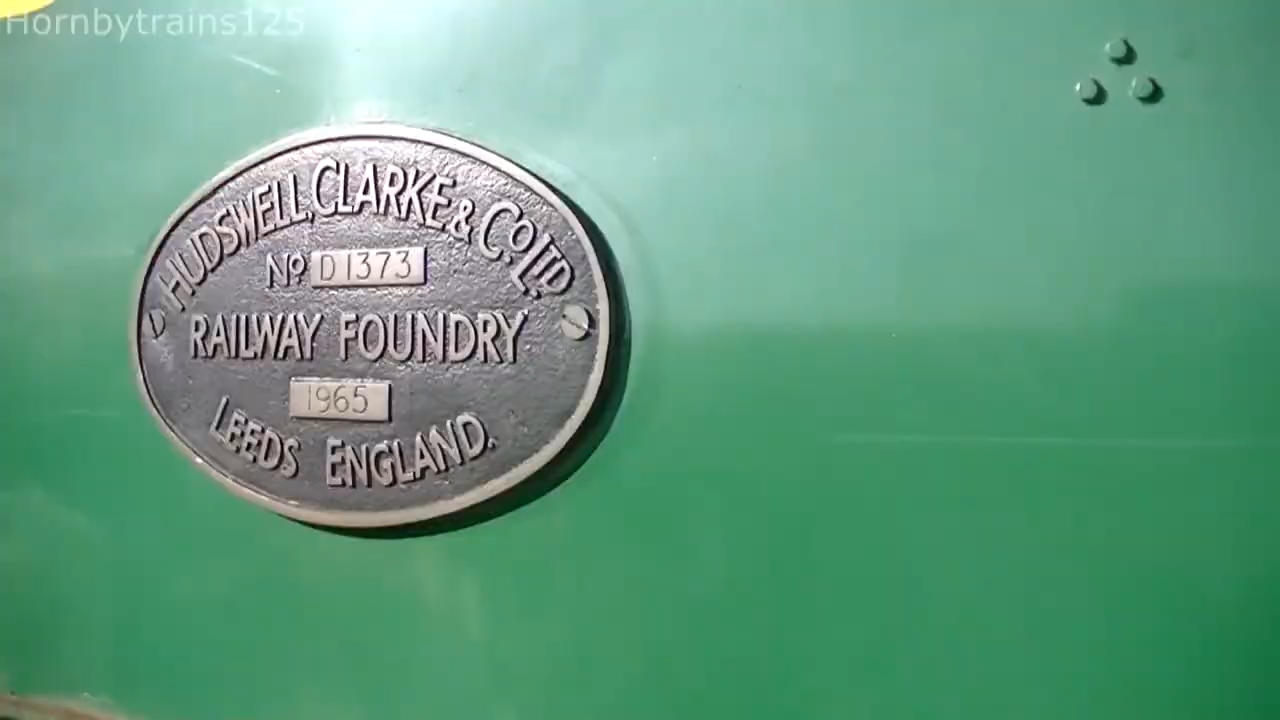 Hornbytrains125
HUDSWELL, CLARKE & Co. LTD.
No D1373
RAILWAY FOUNDRY
1965
LEEDS ENGLAND.